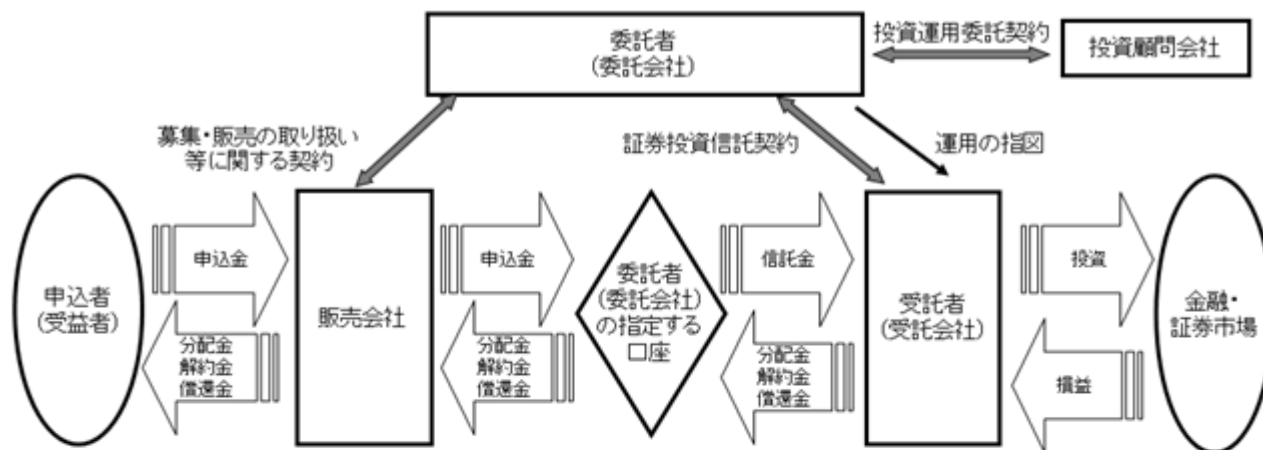 委託者
(委託会社)
投資運用委託契約
投資顧問会社
募集・販売の取り扱い
等に関する契約
証券投資信託契約
運用の指図
申込者
(受益者)
申込金
分配金
解約金
償還金
販売会社
申込金
分配金
解約金
償還金
委託者
(委託会社)
の指定する
口座
信託金
分配金
解約金
償還金
受託者
(受託会社)
投資
損益
金融・
証券市場